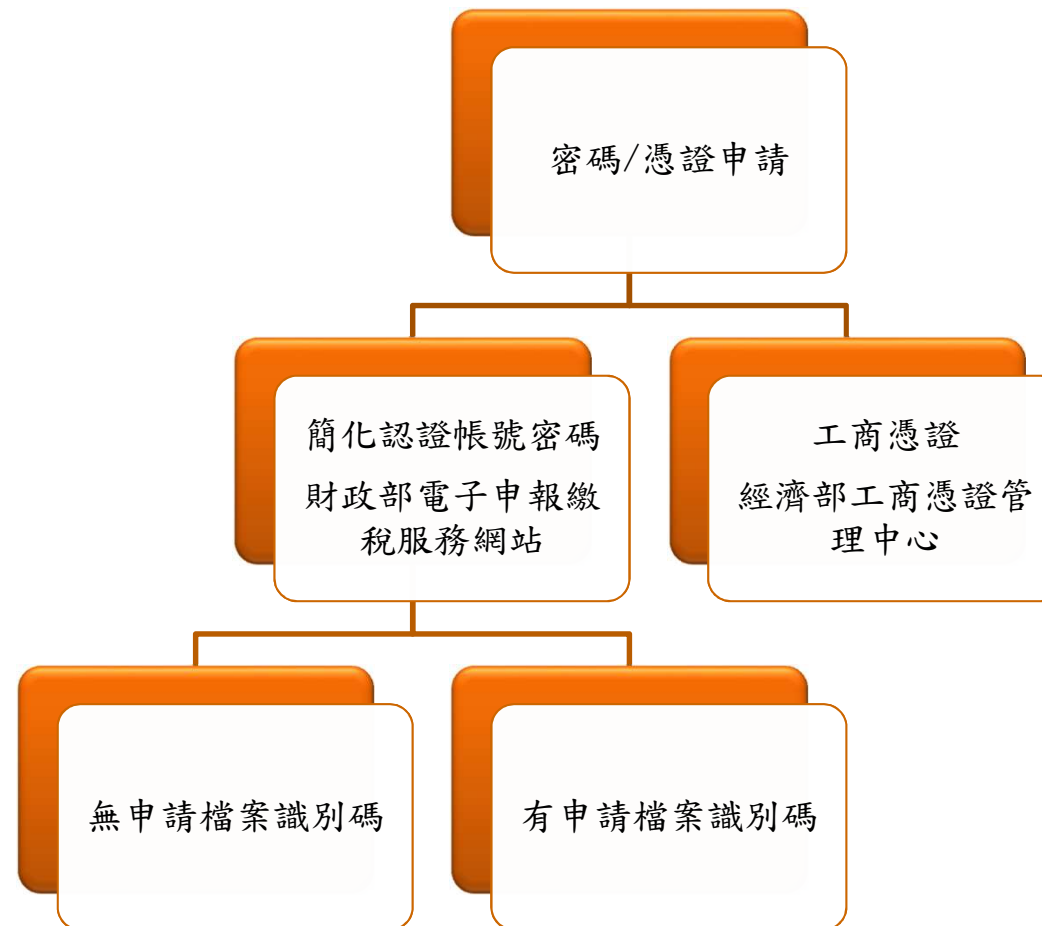 密碼/憑證申請
簡化認證帳號密碼
財政部電子申報繳
稅服務網站
工商憑證
經濟部工商憑證管
理中心
無申請檔案識別碼
有申請檔案識別碼